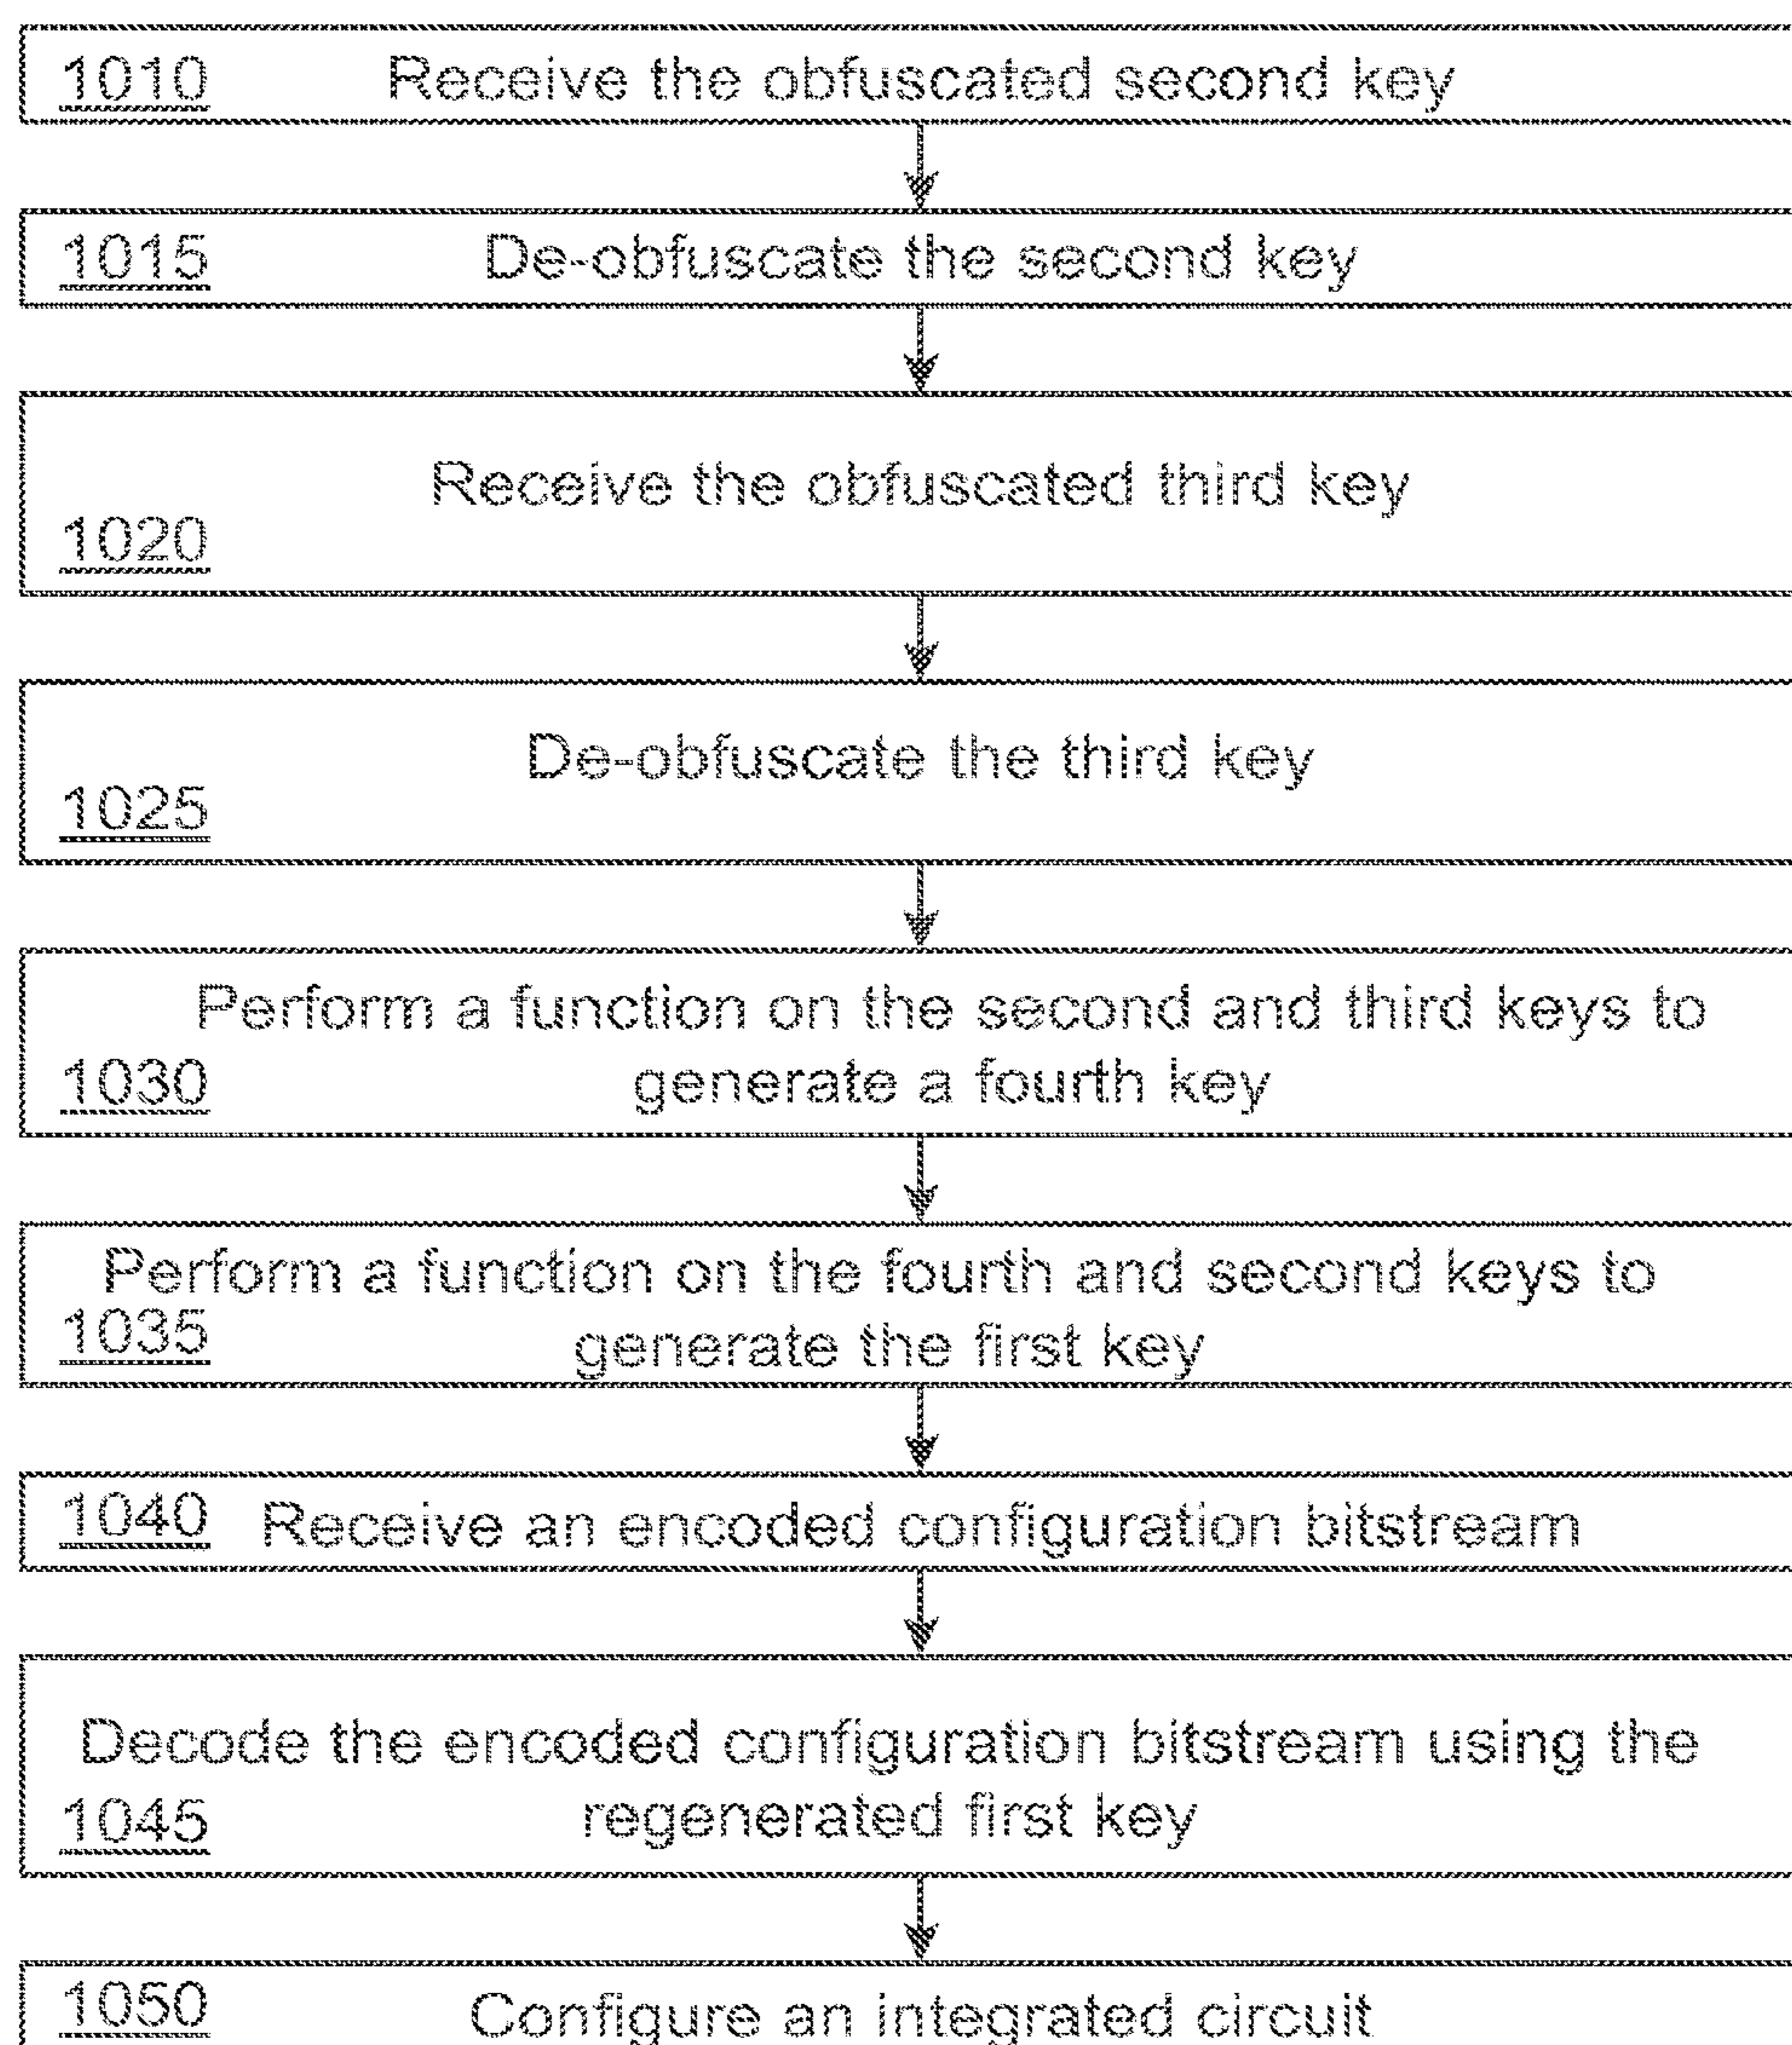 1010 Receive the obfuscated second key
1015 De-obfuscate the second key
Receive the obfuscated third key
1020
De-obfuscate the third key
1025
Perform a function on the second and third keys to
1030 generate a fourth key
Perform a function on the fourth and second keys to
1035 generate the first key
1040 Receive an encoded configuration bitstream
Decode the encoded configuration bitstream using the
1045 regenerated first key
1050 Configure an integrated circuit